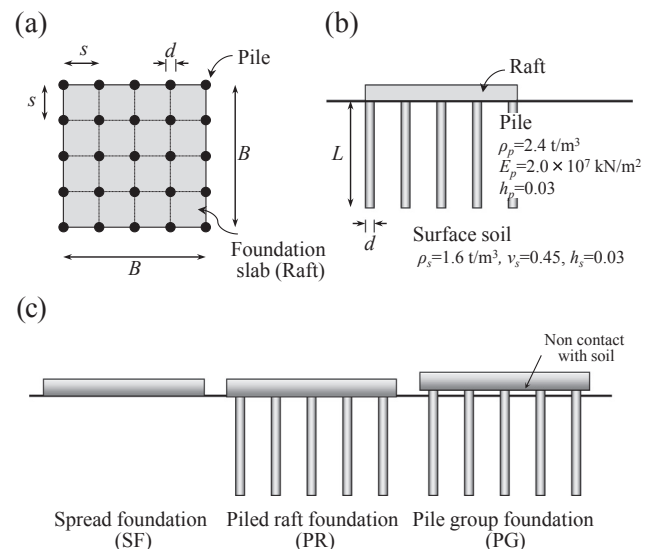 (a)
s
d
Pile
s
B
Foundation
slab (Raft)
B
(b)
Raft
L
Pile
ρp=2.4 t/m³
Ep=2.0×10⁷ kN/m²
hp=0.03
d
Surface soil
ρs=1.6 t/m³, νs=0.45, hs=0.03
(c)
Non contact
with soil
Spread foundation
(SF)
Piled raft foundation
(PR)
Pile group foundation
(PG)